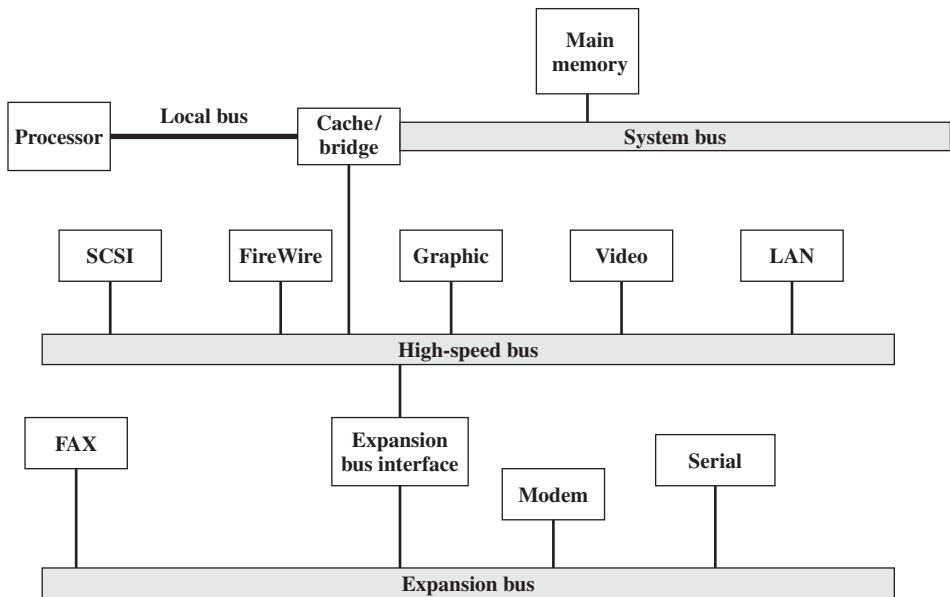 Main
memory
Local bus
Processor
Cache/
bridge
System bus
SCSI
FireWire
Graphic
Video
LAN
High-speed bus
FAX
Expansion
bus interface
Serial
Modem
Expansion bus